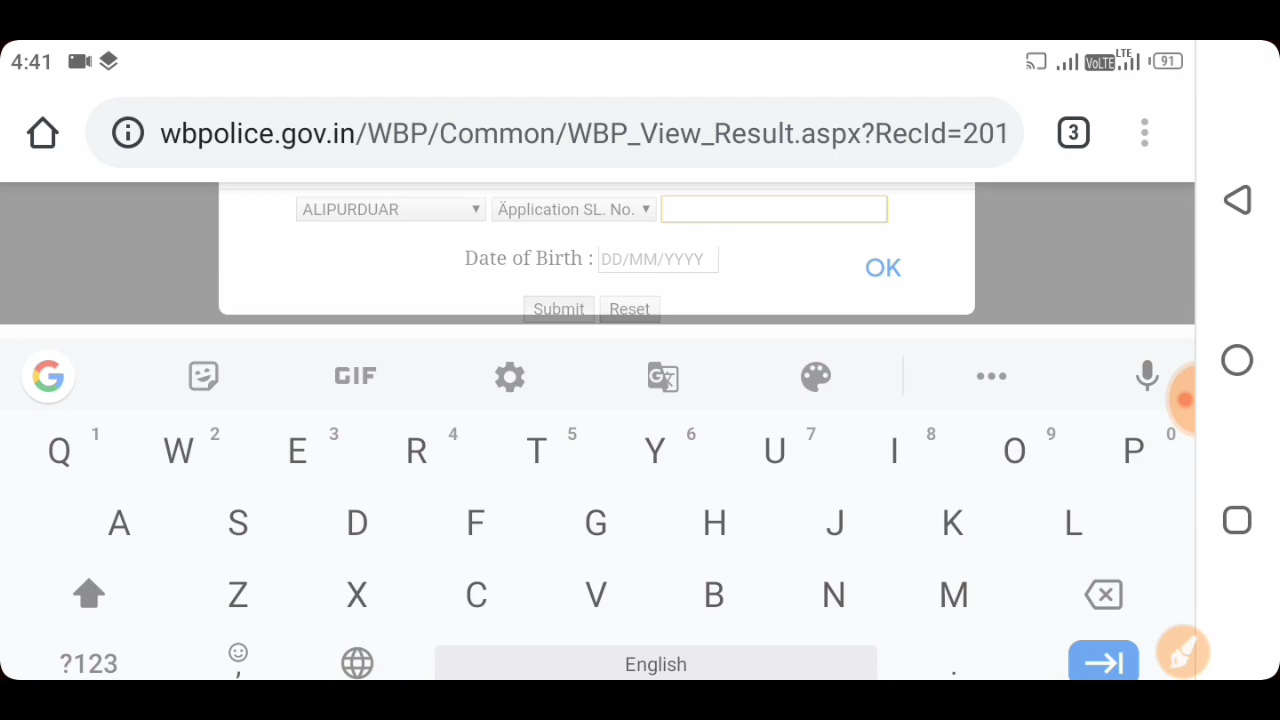 4:41 LTE VoLTE 91
wbpolice.gov.in/WBP/Common/WBP_View_Result.aspx?RecId=201 3
ALIPURDUAR Äpplication SL. No.
Date of Birth : DD/MM/YYYY OK
Submit Reset
G GIF G
Q 1 W 2 E 3 R 4 T 5 Y 6 U 7 I 8 O 9 P 0
A S D F G H J K L
Z X C V B N M
?123 , English .